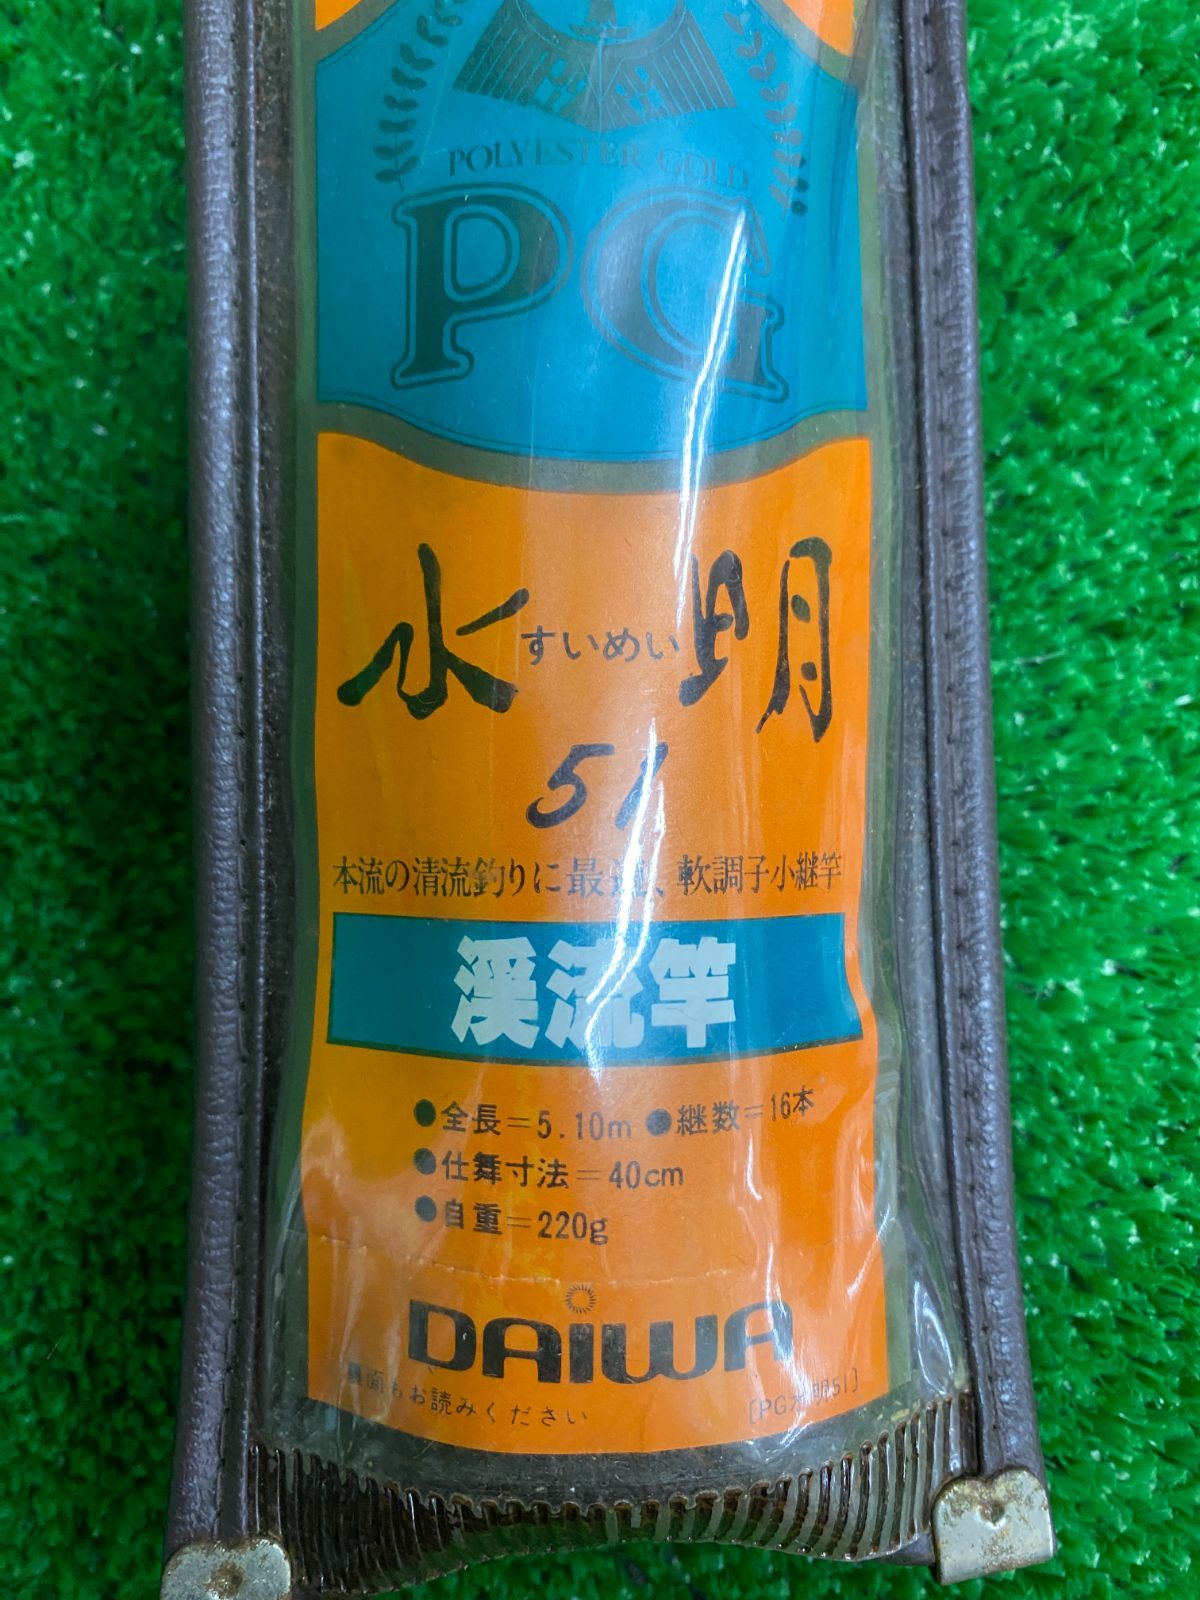 POLYESTER GOLD
PG
水明
すいめい
51
本流の清流釣りに最適、軟調子小継竿
渓流竿
●全長=5.10m ●継数=16本
●仕舞寸法=40cm
●自重=220g
DAIWA
裏面もお読みください
〔PG水明51〕